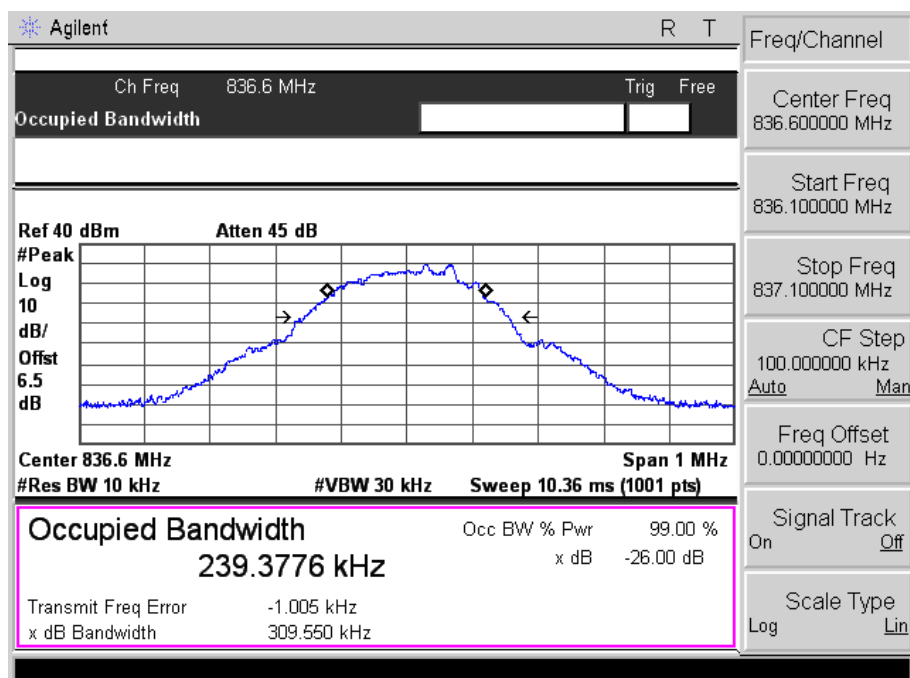 Agilent R T
Freq/Channel
Ch Freq 836.6 MHz Trig Free
Occupied Bandwidth
Center Freq
836.600000 MHz
Start Freq
836.100000 MHz
Stop Freq
837.100000 MHz
CF Step
100.000000 kHz
Auto Man
Freq Offset
0.00000000 Hz
Signal Track
On Off
Scale Type
Log Lin
Ref 40 dBm Atten 45 dB
#Peak
Log
10
dB/
Offst
6.5
dB
Center 836.6 MHz Span 1 MHz
#Res BW 10 kHz #VBW 30 kHz Sweep 10.36 ms (1001 pts)
Occupied Bandwidth Occ BW % Pwr 99.00 %
239.3776 kHz x dB -26.00 dB
Transmit Freq Error -1.005 kHz
x dB Bandwidth 309.550 kHz